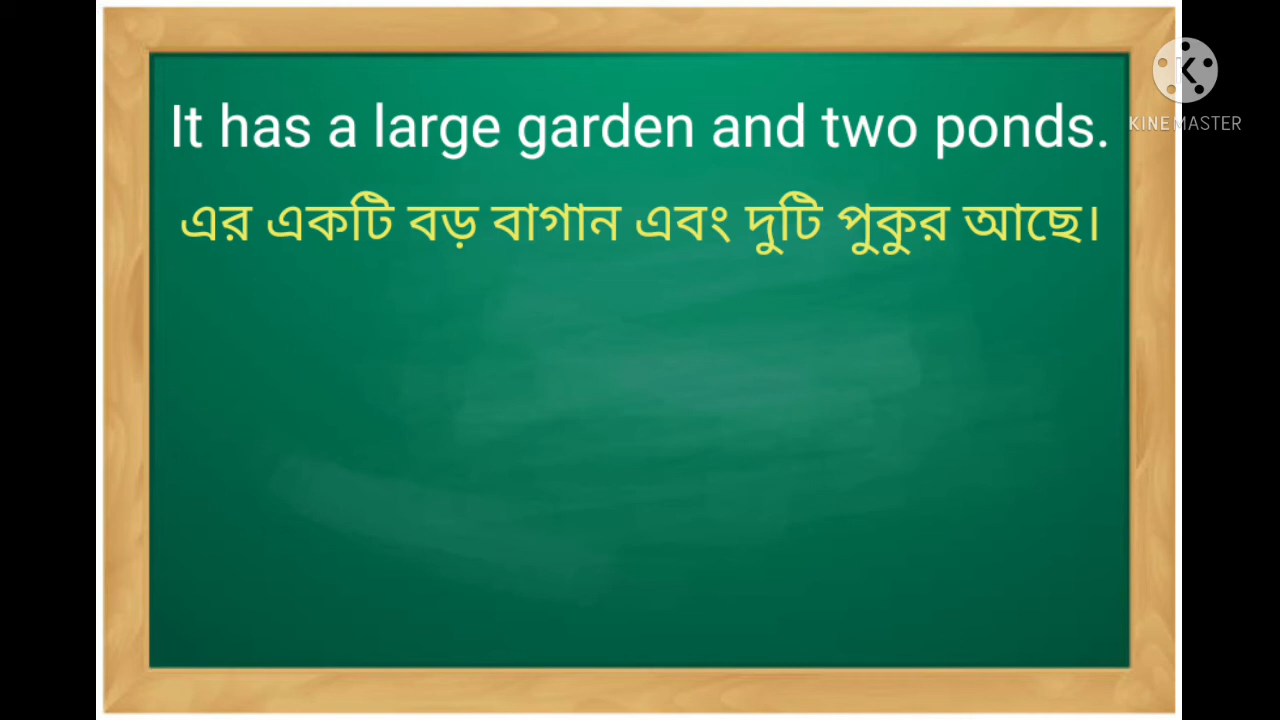 It has a large garden and two ponds.
এর একটি বড় বাগান এবং দুটি পুকুর আছে।
K
KINEMASTER